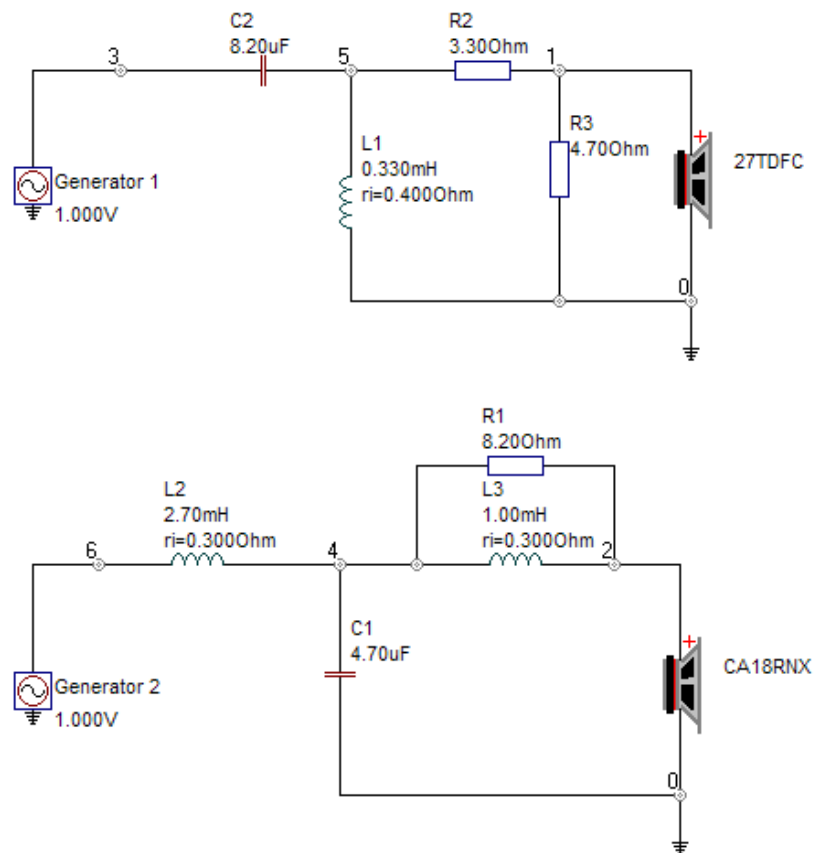 C2
8.20uF
R2
3.30Ohm
3
5
1
R3
4.70Ohm
L1
0.330mH
ri=0.400Ohm
+
27TDFC
Generator 1
1.000V
0
R1
8.20Ohm
L2
2.70mH
ri=0.300Ohm
L3
1.00mH
ri=0.300Ohm
6
4
2
C1
4.70uF
+
CA18RNX
Generator 2
1.000V
0